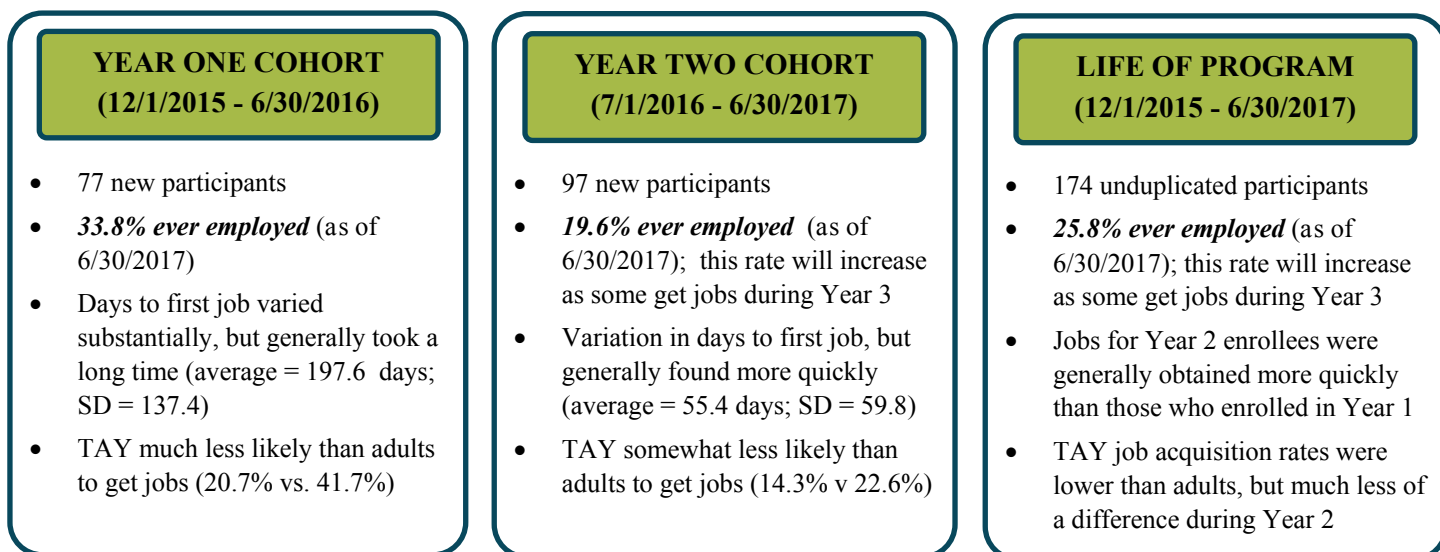 YEAR ONE COHORT
(12/1/2015 - 6/30/2016)
• 77 new participants
• 33.8% ever employed (as of
6/30/2017)
• Days to first job varied
substantially, but generally took a
long time (average = 197.6 days;
SD = 137.4)
• TAY much less likely than adults
to get jobs (20.7% vs. 41.7%)
YEAR TWO COHORT
(7/1/2016 - 6/30/2017)
• 97 new participants
• 19.6% ever employed (as of
6/30/2017); this rate will increase
as some get jobs during Year 3
• Variation in days to first job, but
generally found more quickly
(average = 55.4 days; SD = 59.8)
• TAY somewhat less likely than
adults to get jobs (14.3% v 22.6%)
LIFE OF PROGRAM
(12/1/2015 - 6/30/2017)
• 174 unduplicated participants
• 25.8% ever employed (as of
6/30/2017); this rate will increase
as some get jobs during Year 3
• Jobs for Year 2 enrollees were
generally obtained more quickly
than those who enrolled in Year 1
• TAY job acquisition rates were
lower than adults, but much less of
a difference during Year 2